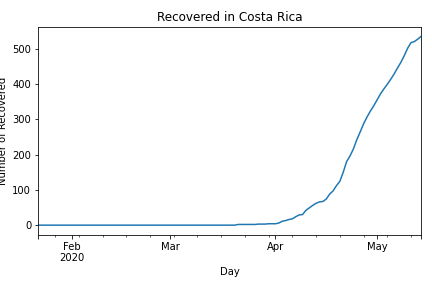 Recovered in Costa Rica
Number of Recovered
500
400
300
200
100
0
Feb
2020
Mar
Apr
May
Day